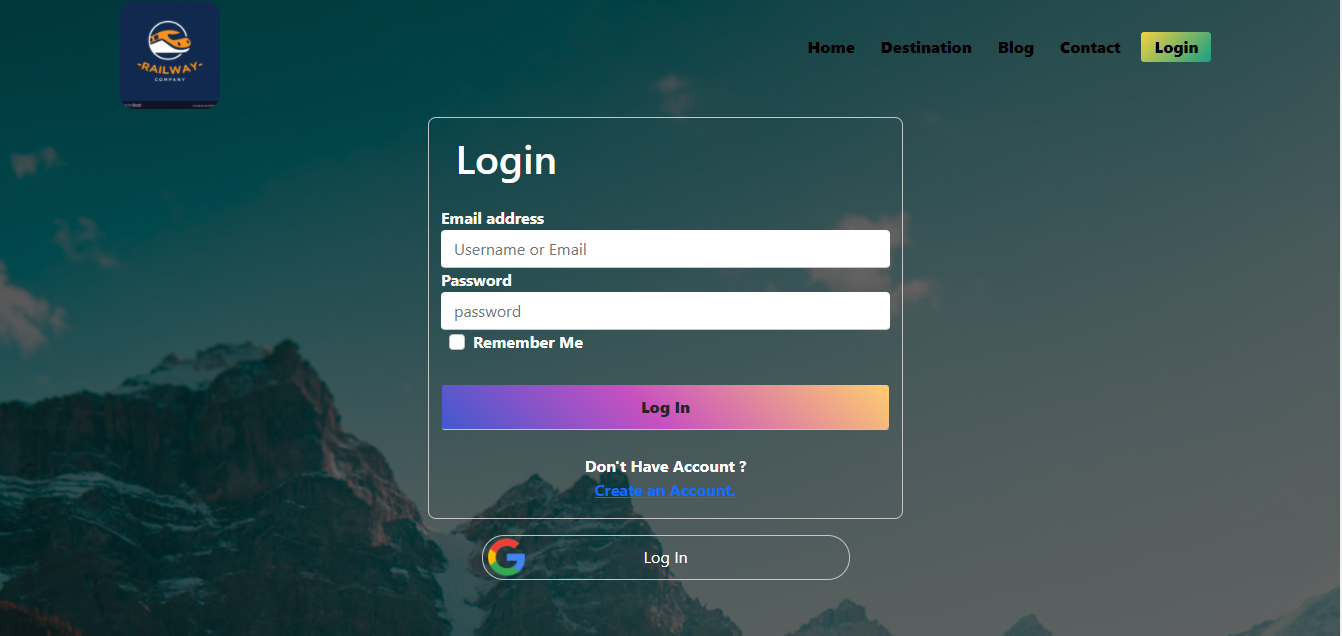 RAILWAY
COMPANY
Home Destination Blog Contact Login
Login
Email address
Username or Email
Password
password
Remember Me
Log In
Don't Have Account ?
Create an Account.
Log In